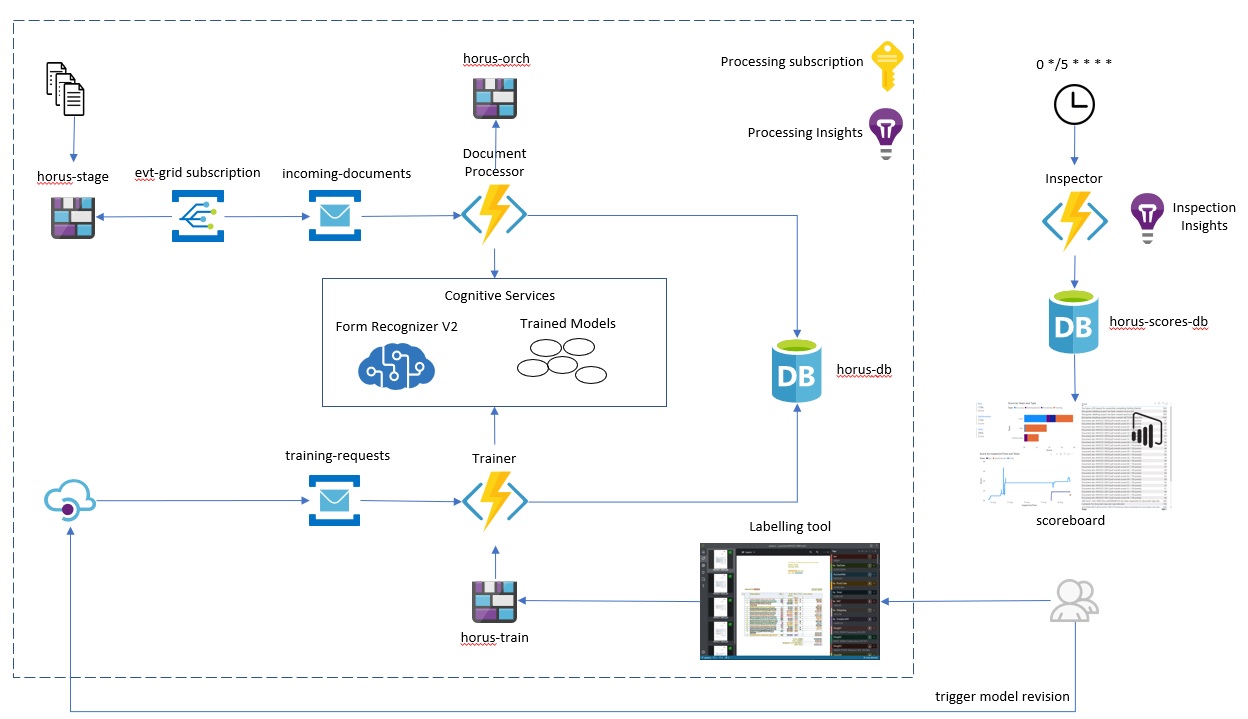 horus-orch
Processing subscription
0 */5 * * * *
Processing Insights
Document
Processor
horus-stage
evt-grid subscription
incoming-documents
Inspector
Inspection
Insights
Cognitive Services
Form Recognizer V2
Trained Models
DB
horus-scores-db
DB
horus-db
training-requests
Trainer
scoreboard
Labelling tool
horus-train
trigger model revision